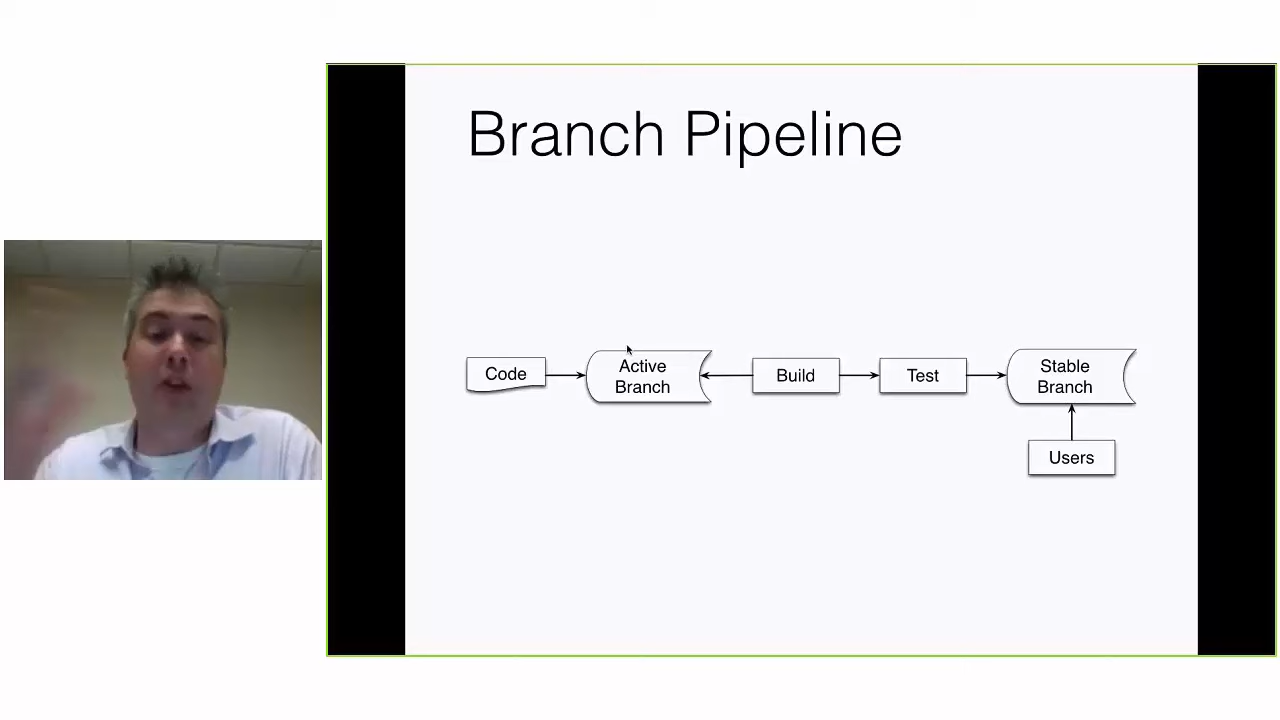 Branch Pipeline
Code
Active
Branch
Build
Test
Stable
Branch
Users